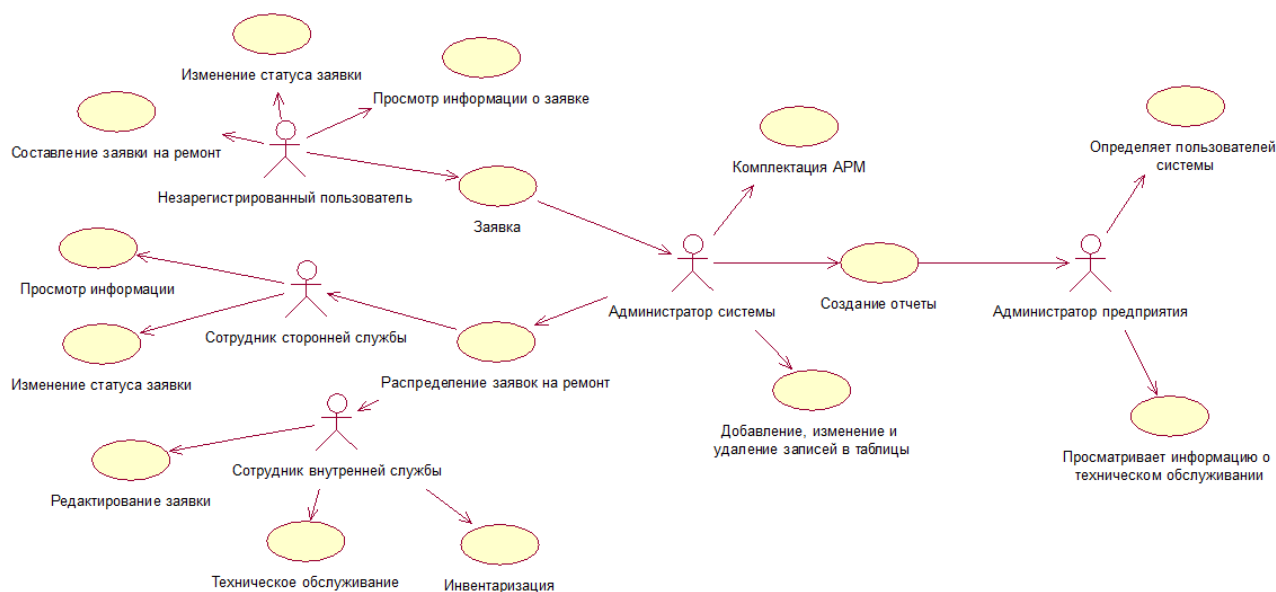 Изменение статуса заявки
Просмотр информации о заявке
Составление заявки на ремонт
Незарегистрированный пользователь
Заявка
Комплектация АРМ
Определяет пользователей
системы
Просмотр информации
Сотрудник сторонней службы
Администратор системы
Создание отчеты
Администратор предприятия
Изменение статуса заявки
Распределение заявок на ремонт
Добавление, изменение и
удаление записей в таблицы
Просматривает информацию о
техническом обслуживании
Сотрудник внутренней службы
Редактирование заявки
Техническое обслуживание
Инвентаризация